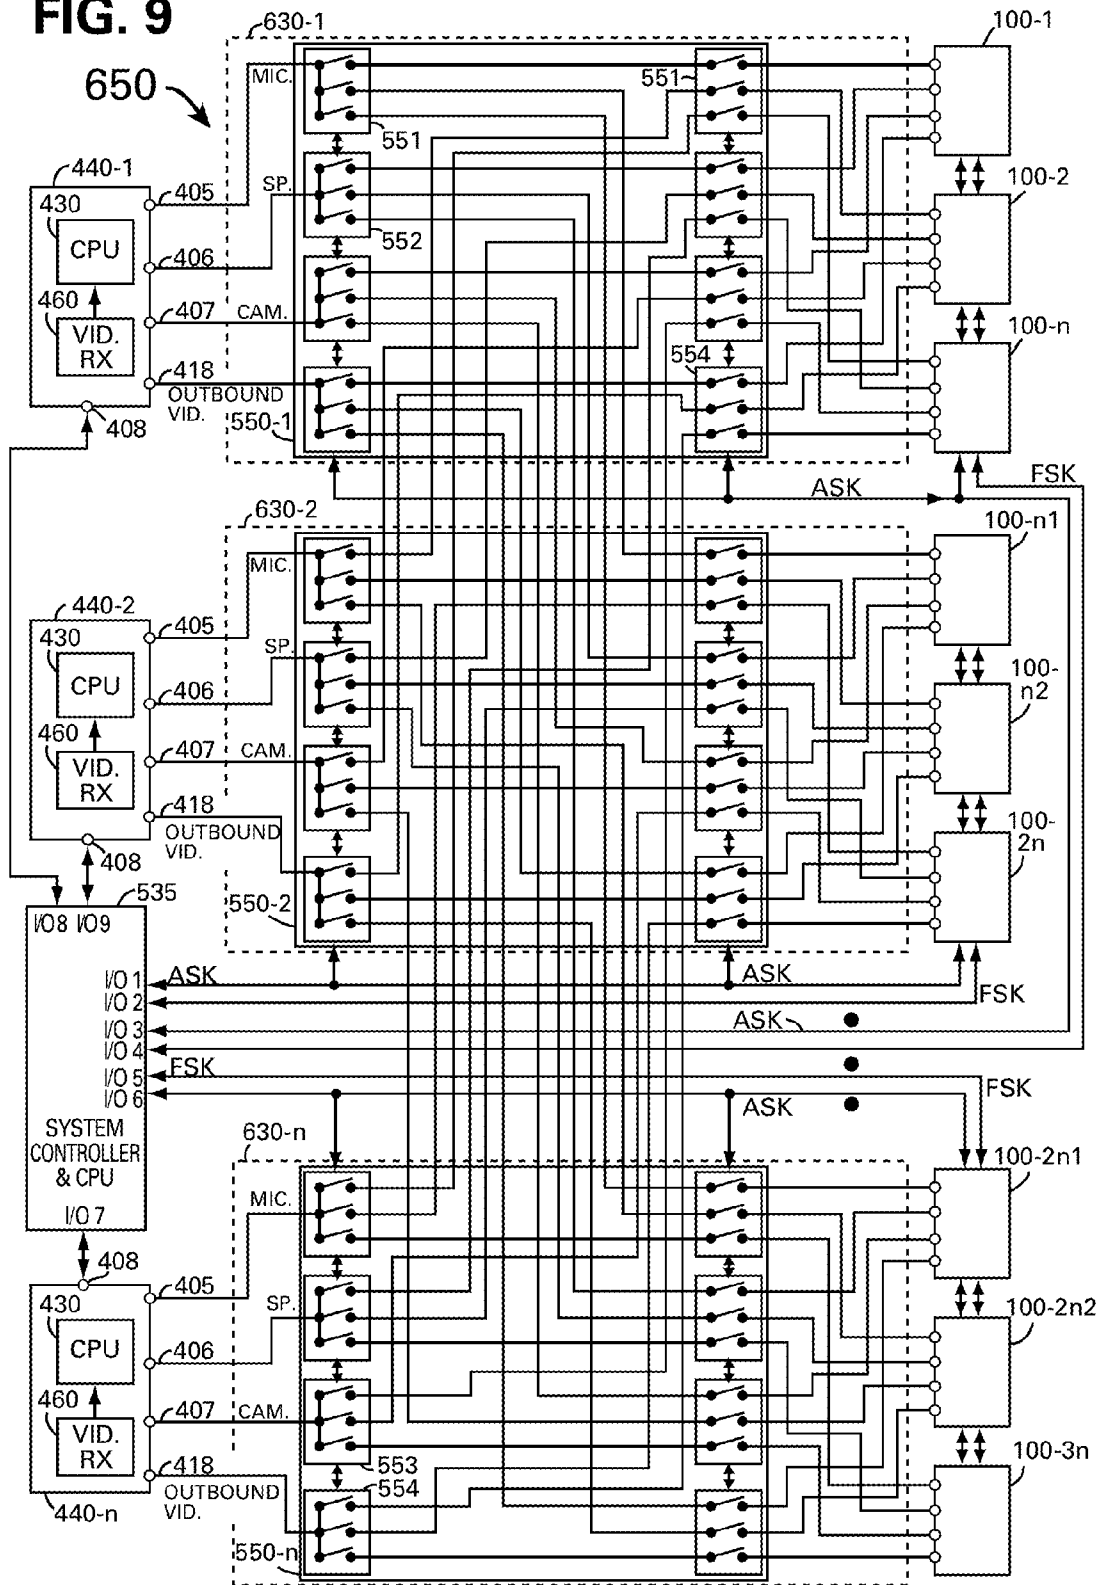 FIG. 9
650
630-1
100-1
MIC.
551
551
440-1
430
CPU
405
SP.
552
100-2
406
460
VID.
RX
407
CAM.
100-n
418
OUTBOUND
VID.
554
408
550-1
ASK
FSK
630-2
100-n1
MIC.
440-2
430
CPU
405
SP.
100-
n2
406
460
VID.
RX
407
CAM.
418
OUTBOUND
VID.
100-
2n
408
535
550-2
I/O8 I/O9
I/O 1
ASK
ASK
I/O 2
FSK
I/O 3
ASK
I/O 4
I/O 5
FSK
FSK
I/O 6
ASK
SYSTEM
CONTROLLER
& CPU
I/O 7
630-n
100-2n1
MIC.
408
405
430
CPU
SP.
100-2n2
406
460
VID.
RX
407
CAM.
553
100-3n
418
OUTBOUND
VID.
554
440-n
550-n